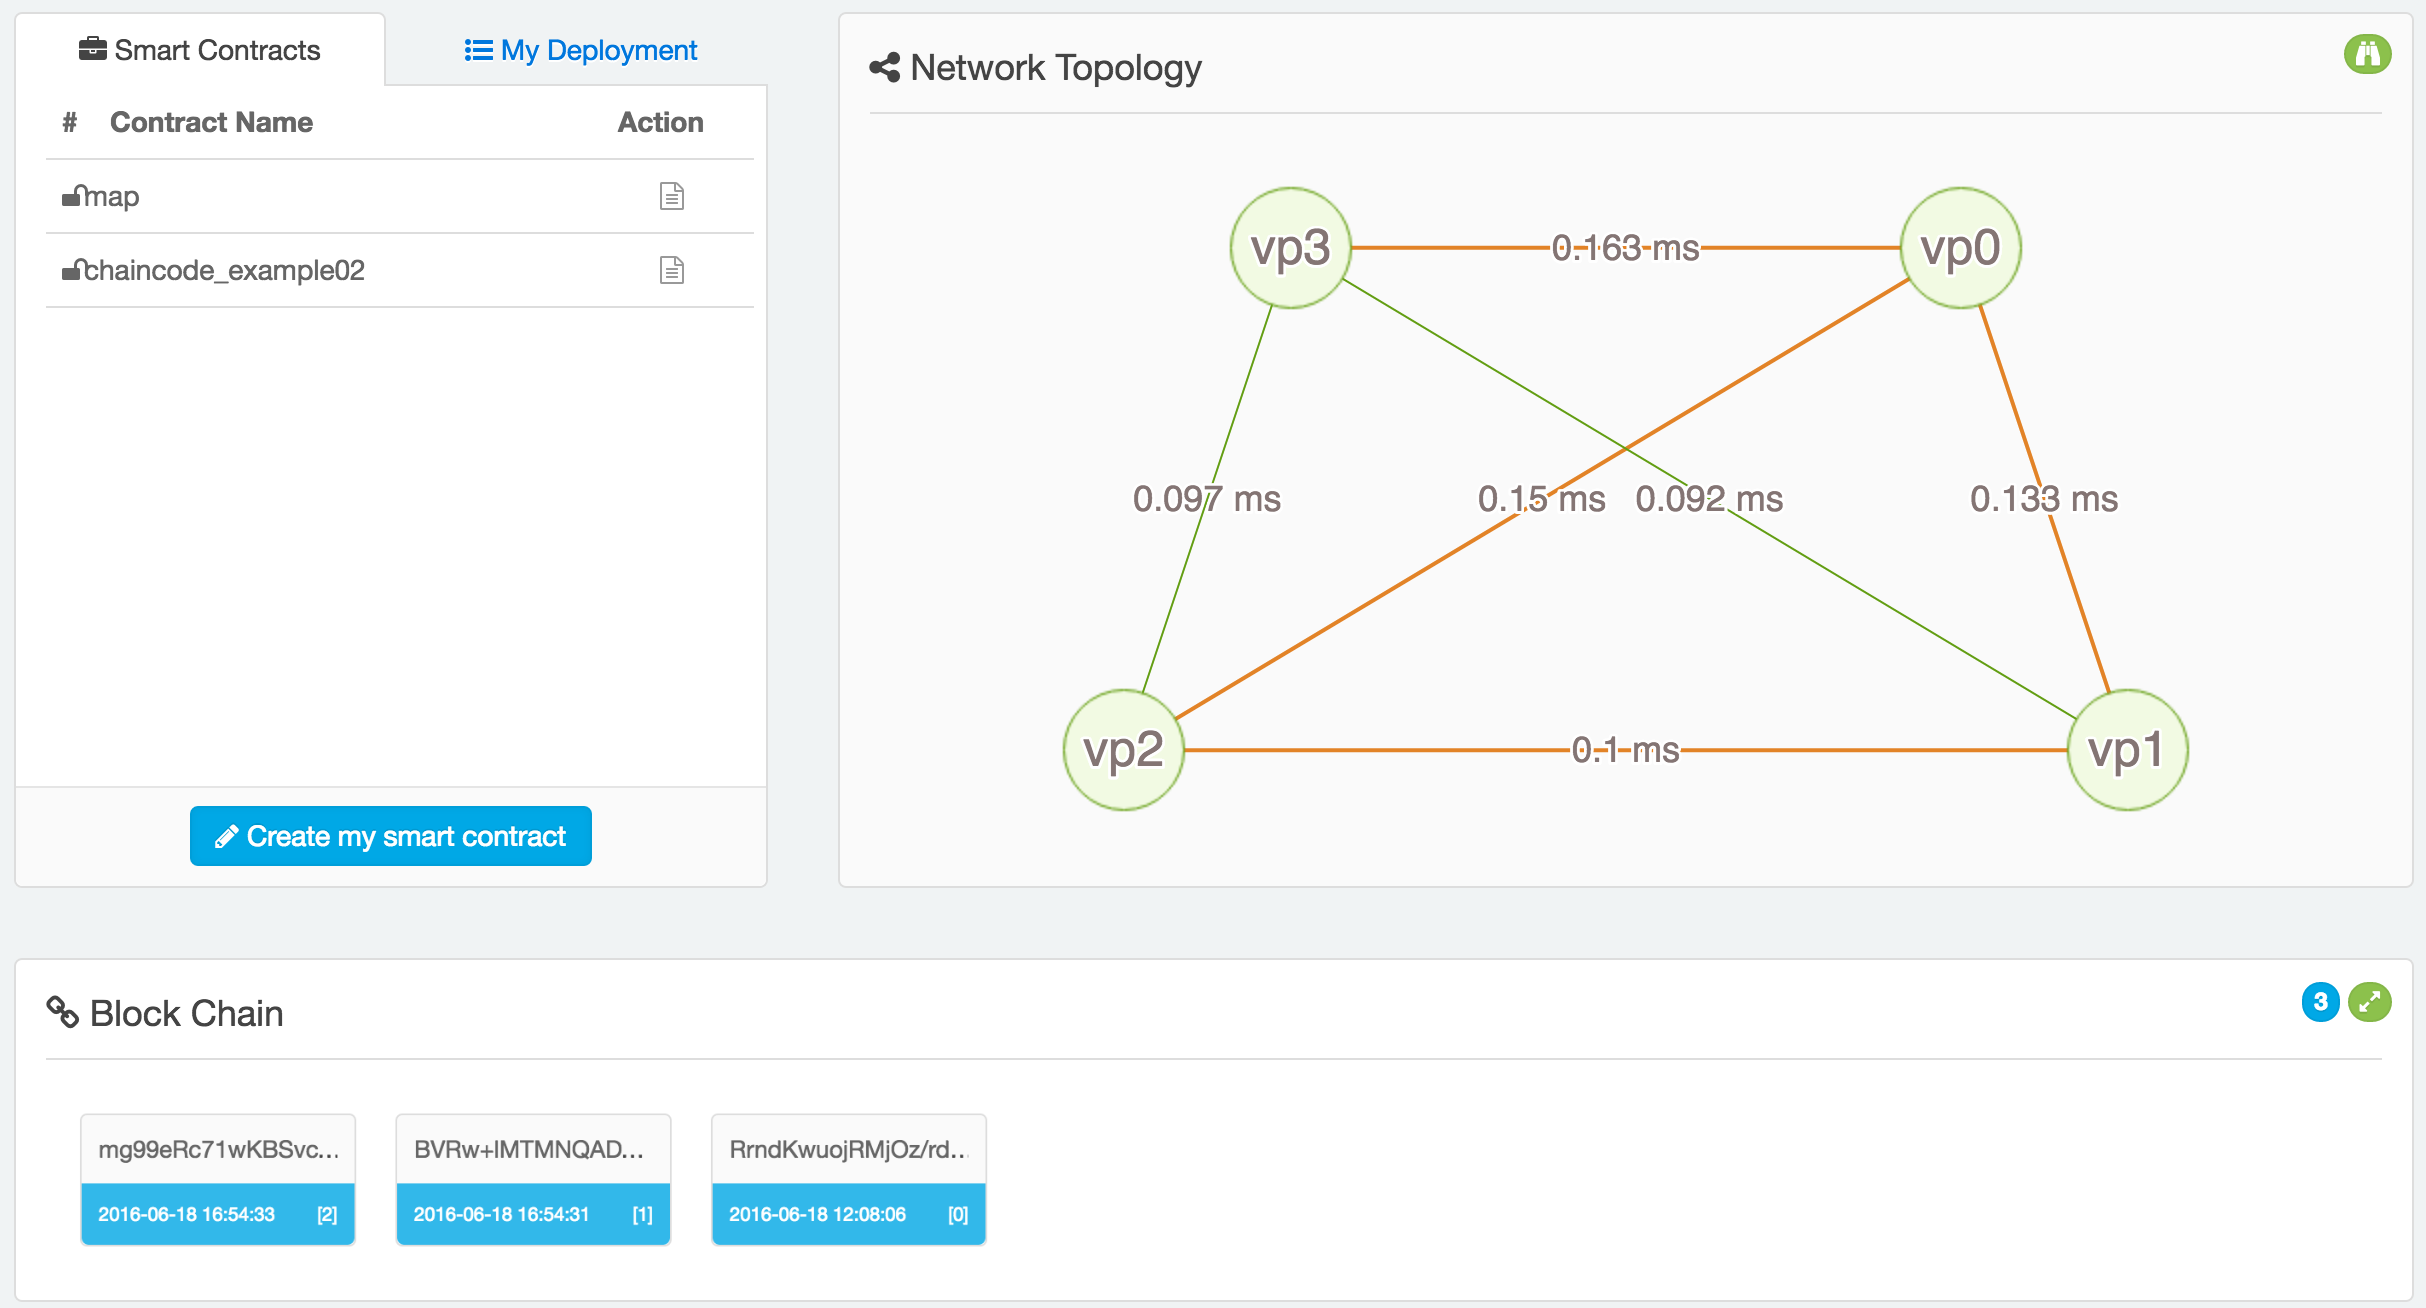 Smart Contracts
My Deployment
# Contract Name Action
map
chaincode_example02
Create my smart contract
Network Topology
vp3
0.163 ms
vp0
0.097 ms
0.15 ms
0.092 ms
0.133 ms
vp2
0.1 ms
vp1
Block Chain
3
mg99eRc71wKBSvc...
2016-06-18 16:54:33 [2]
BVRw+IMTMNQAD...
2016-06-18 16:54:31 [1]
RrndKwuojRMjOz/rd...
2016-06-18 12:08:06 [0]